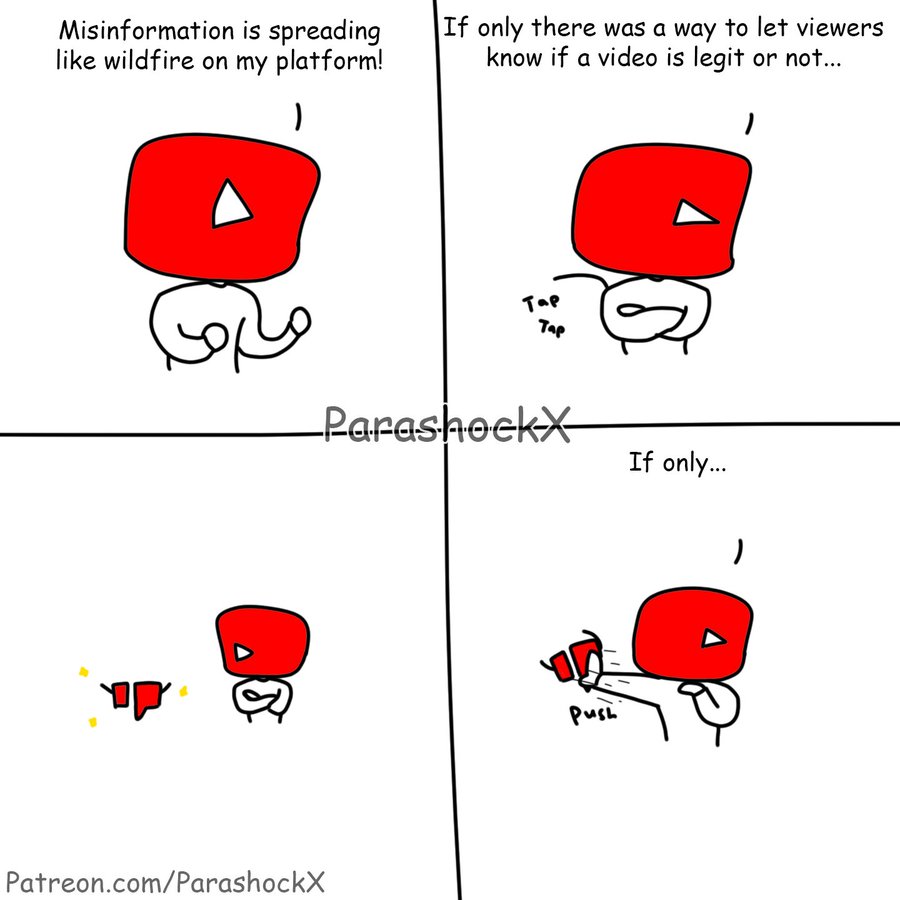 Misinformation is spreading
like wildfire on my platform!
If only there was a way to let viewers
know if a video is legit or not...
Tap
Tap
ParashockX
If only...
Push
Patreon.com/ParashockX